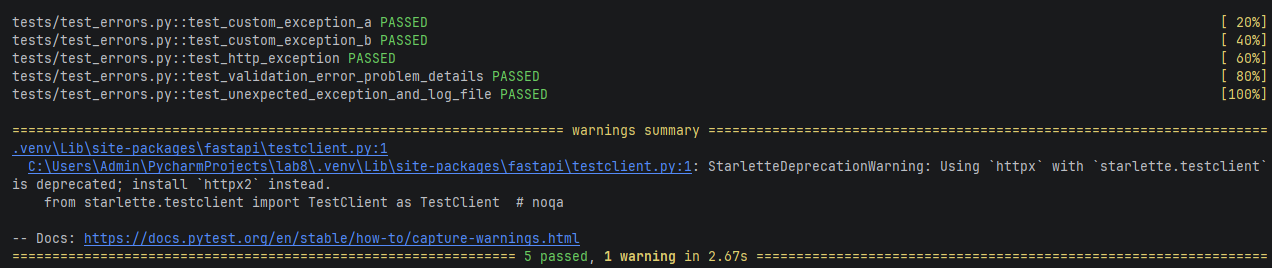 tests/test_errors.py::test_custom_exception_a PASSED [ 20%]
tests/test_errors.py::test_custom_exception_b PASSED [ 40%]
tests/test_errors.py::test_http_exception PASSED [ 60%]
tests/test_errors.py::test_validation_error_problem_details PASSED [ 80%]
tests/test_errors.py::test_unexpected_exception_and_log_file PASSED [100%]
===================================================================== warnings summary ======================================================================
.venv\Lib\site-packages\fastapi\testclient.py:1
C:\Users\Admin\PycharmProjects\lab8\.venv\Lib\site-packages\fastapi\testclient.py:1: StarletteDeprecationWarning: Using `httpx` with `starlette.testclient`
is deprecated; install `httpx2` instead.
from starlette.testclient import TestClient as TestClient  # noqa
-- Docs: https://docs.pytest.org/en/stable/how-to/capture-warnings.html
=============================================================== 5 passed, 1 warning in 2.67s ================================================================